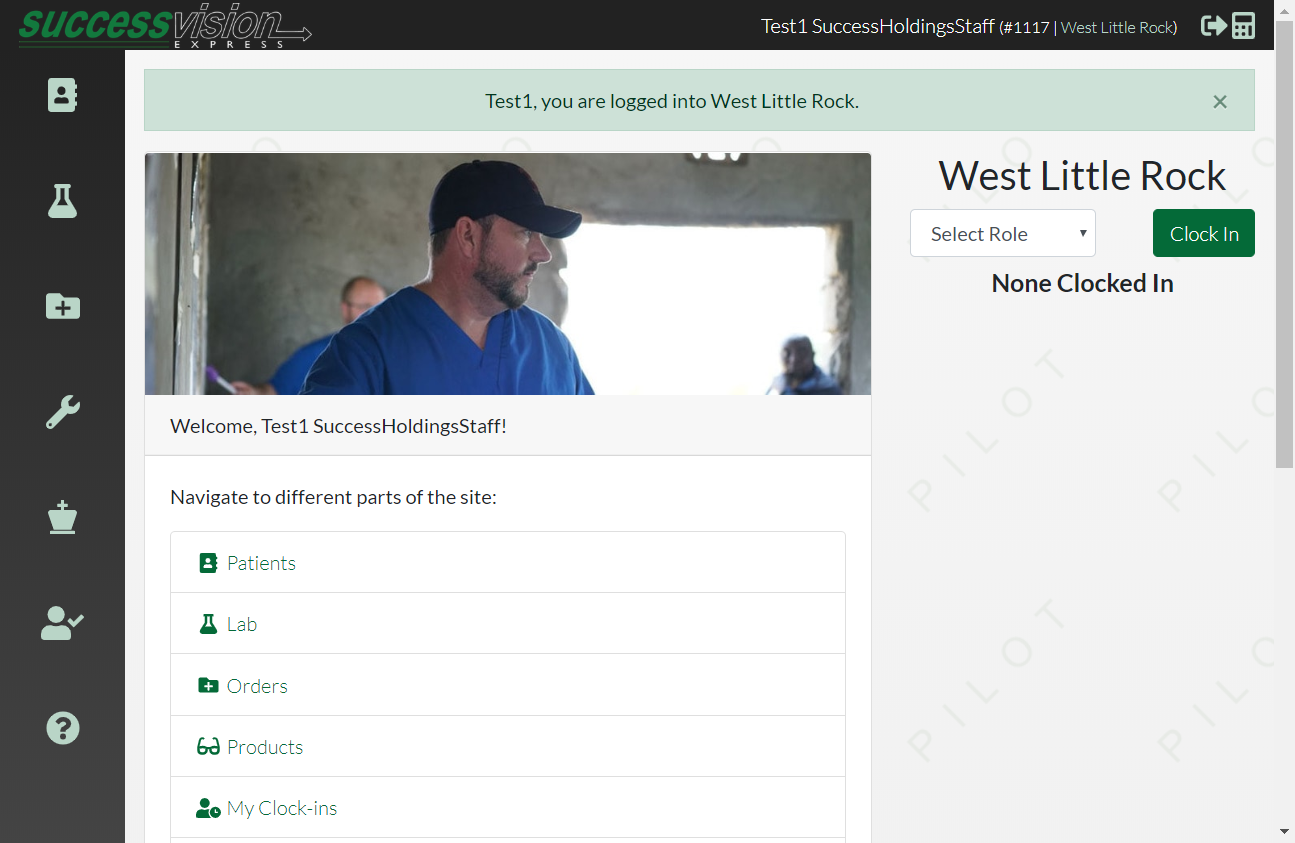 successvision
EXPRESS
Test1 SuccessHoldingsStaff (#1117 | West Little Rock)
Test1, you are logged into West Little Rock.
×
West Little Rock
Select Role
Clock In
None Clocked In
Welcome, Test1 SuccessHoldingsStaff!
Navigate to different parts of the site:
Patients
Lab
Orders
Products
My Clock-ins
PILOT
PILOT
PILOT
PILOT
PILOT
PILOT